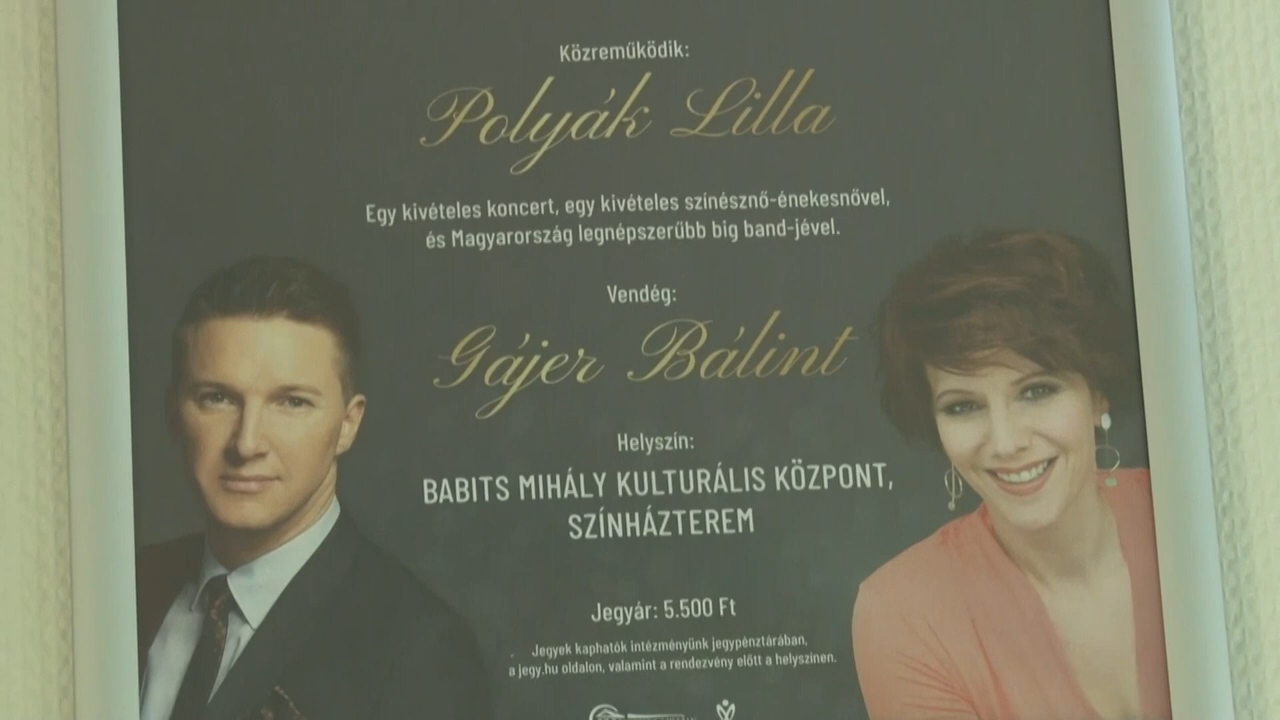 Közreműködik:
Polyák Lilla
Egy kivételes koncert, egy kivételes színésznő-énekesnővel,
és Magyarország legnépszerűbb big band-jével.
Vendég:
Gájer Bálint
Helyszín:
BABITS MIHÁLY KULTURÁLIS KÖZPONT,
SZÍNHÁZTEREM
Jegyár: 5.500 Ft
Jegyek kaphatók intézményünk jegypénztárában,
a jegy.hu oldalon, valamint a rendezvény előtt a helyszínen.